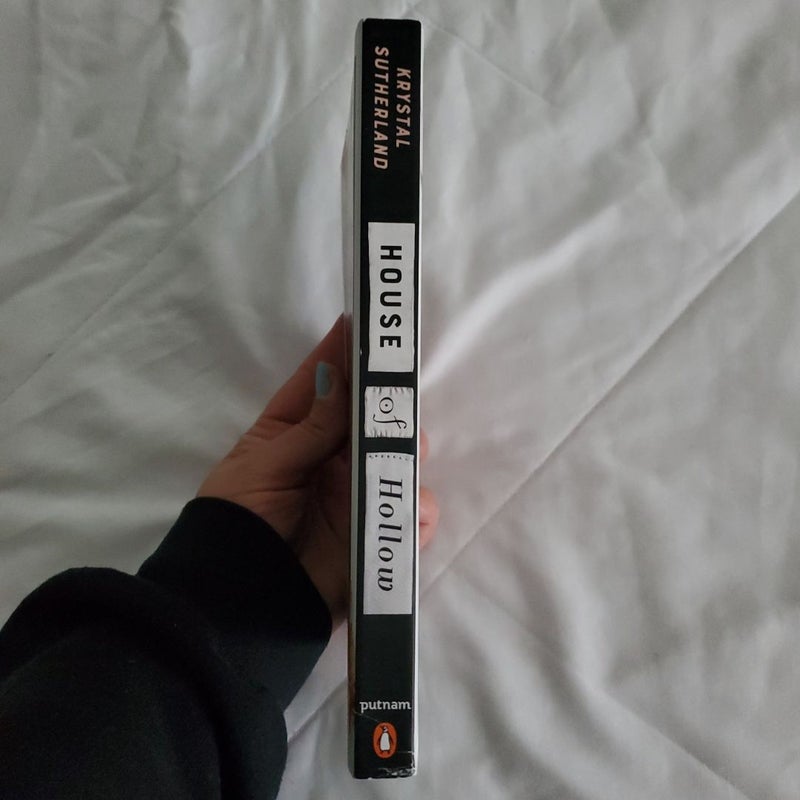 KRYSTAL
SUTHERLAND
HOUSE
of
Hollow
putnam